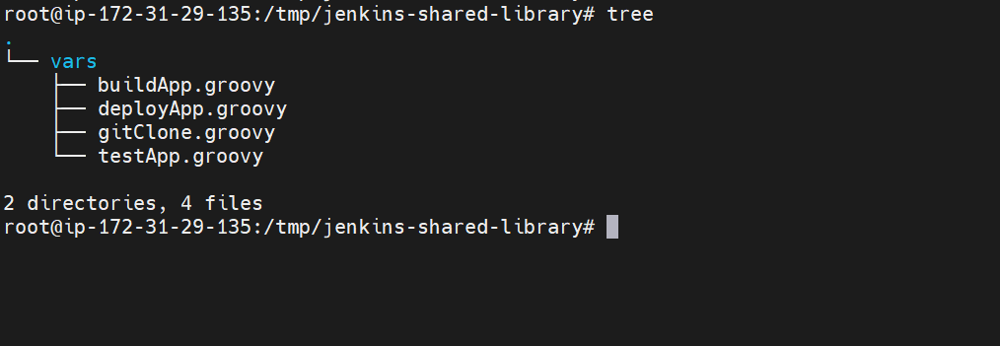 root@ip-172-31-29-135:/tmp/jenkins-shared-library# tree
.
└── vars
    ├── buildApp.groovy
    ├── deployApp.groovy
    ├── gitClone.groovy
    └── testApp.groovy

2 directories, 4 files
root@ip-172-31-29-135:/tmp/jenkins-shared-library#